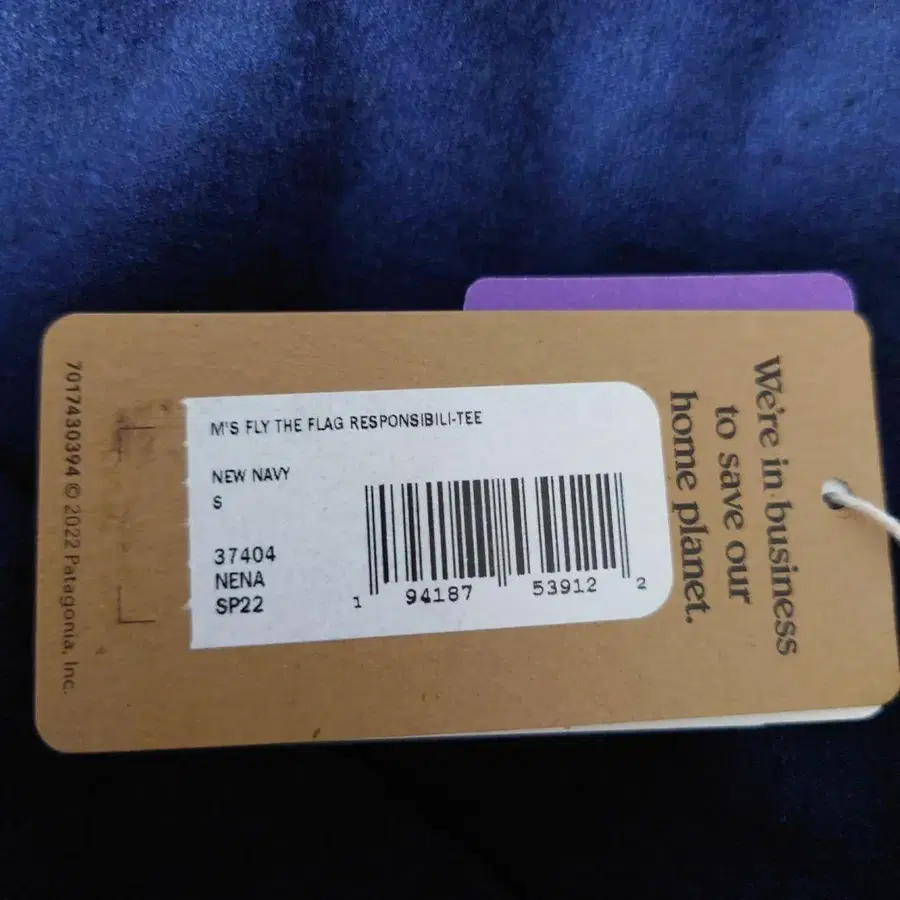 M'S FLY THE FLAG RESPONSIBILI-TEE
NEW NAVY
S
37404
NENA
SP22
1 94187 53912 2
We're in business
to save our
home planet.
7017430394 © 2022 Patagonia, Inc.